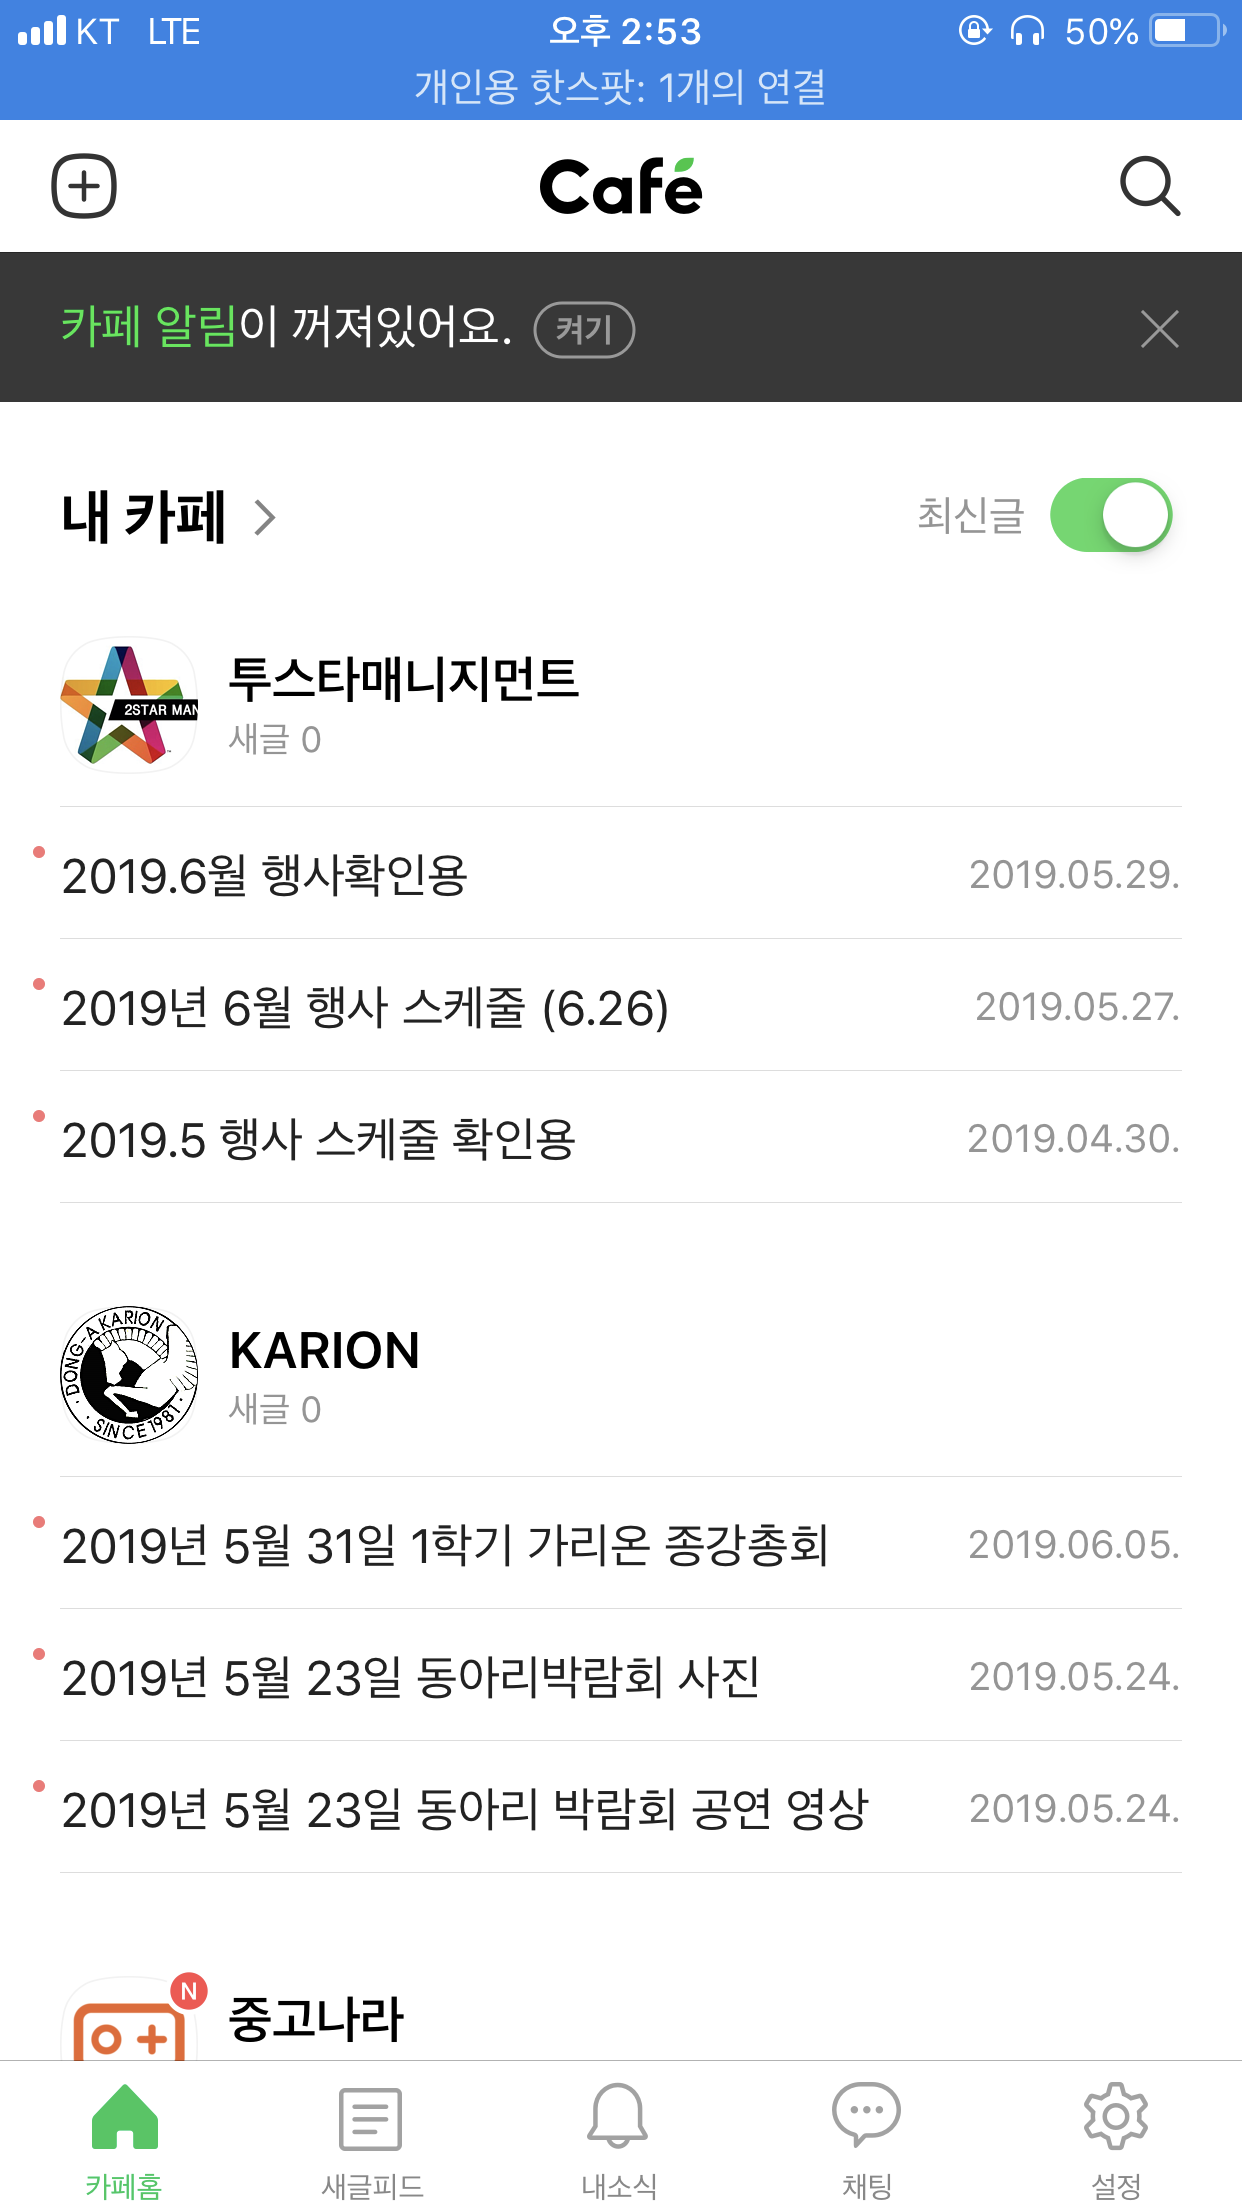 KT LTE 오후 2:53 50%
개인용 핫스팟: 1개의 연결
Café
카페 알림이 꺼져있어요. 켜기
내 카페 최신글
2STAR MAN
투스타매니지먼트
새글 0
2019.6월 행사확인용 2019.05.29.
2019년 6월 행사 스케줄 (6.26) 2019.05.27.
2019.5 행사 스케줄 확인용 2019.04.30.
DONG-A KARION
SINCE 1981
KARION
새글 0
2019년 5월 31일 1학기 가리온 종강총회 2019.06.05.
2019년 5월 23일 동아리박람회 사진 2019.05.24.
2019년 5월 23일 동아리 박람회 공연 영상 2019.05.24.
N
중고나라
카페홈 새글피드 내소식 채팅 설정